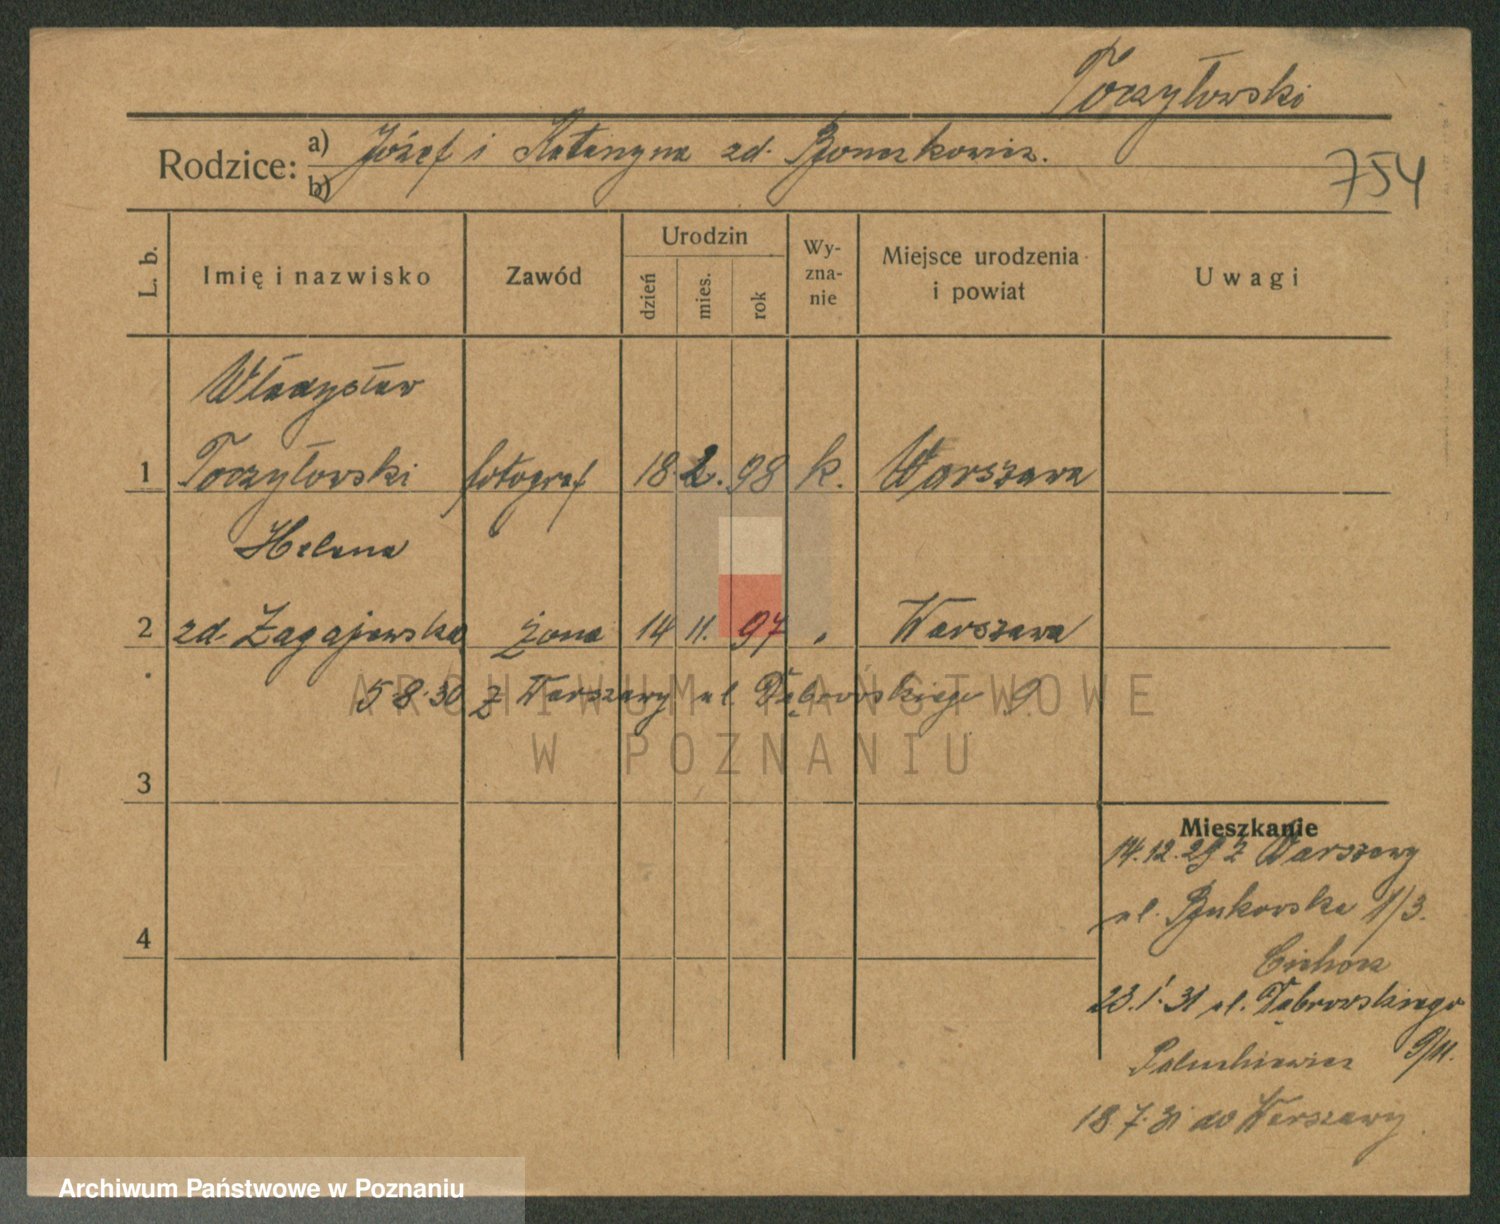 Toczyłowski
Rodzice: a) Józef i Katarzyna zd.
b)
754
L. b.
Imię i nazwisko
Zawód
Urodzin
dzień
mies.
rok
Wy-
zna-
nie
Miejsce urodzenia
i powiat
Uwagi
Władysław
1 Toczyłowski fotograf 18. 2. 98 k. Warszawa
Helena
2 zd. Zagajewska żona 14 11. 97 " Warszawa
5.8.30 z Warszawy ul. Dąbrowskiego 9
ARCHIWUM PAŃSTWOWE
W POZNANIU
3
4
Mieszkanie
14.12.29 z Warszawy
ul. Bukowska 1/3.
Cichosz
23.1.31 ul. Dąbrowskiego
9/11.
18.7.31 do Warszawy
Archiwum Państwowe w Poznaniu